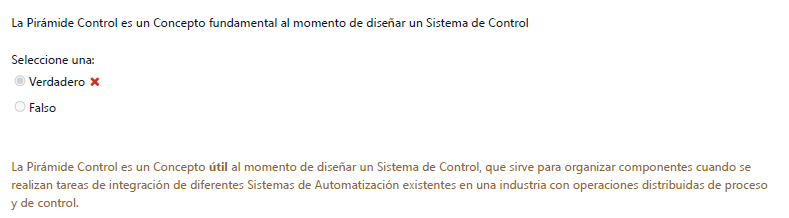 La Pirámide Control es un Concepto fundamental al momento de diseñar un Sistema de Control
Seleccione una:
Verdadero
Falso
La Pirámide Control es un Concepto útil al momento de diseñar un Sistema de Control, que sirve para organizar componentes cuando se
realizan tareas de integración de diferentes Sistemas de Automatización existentes en una industria con operaciones distribuidas de proceso
y de control.